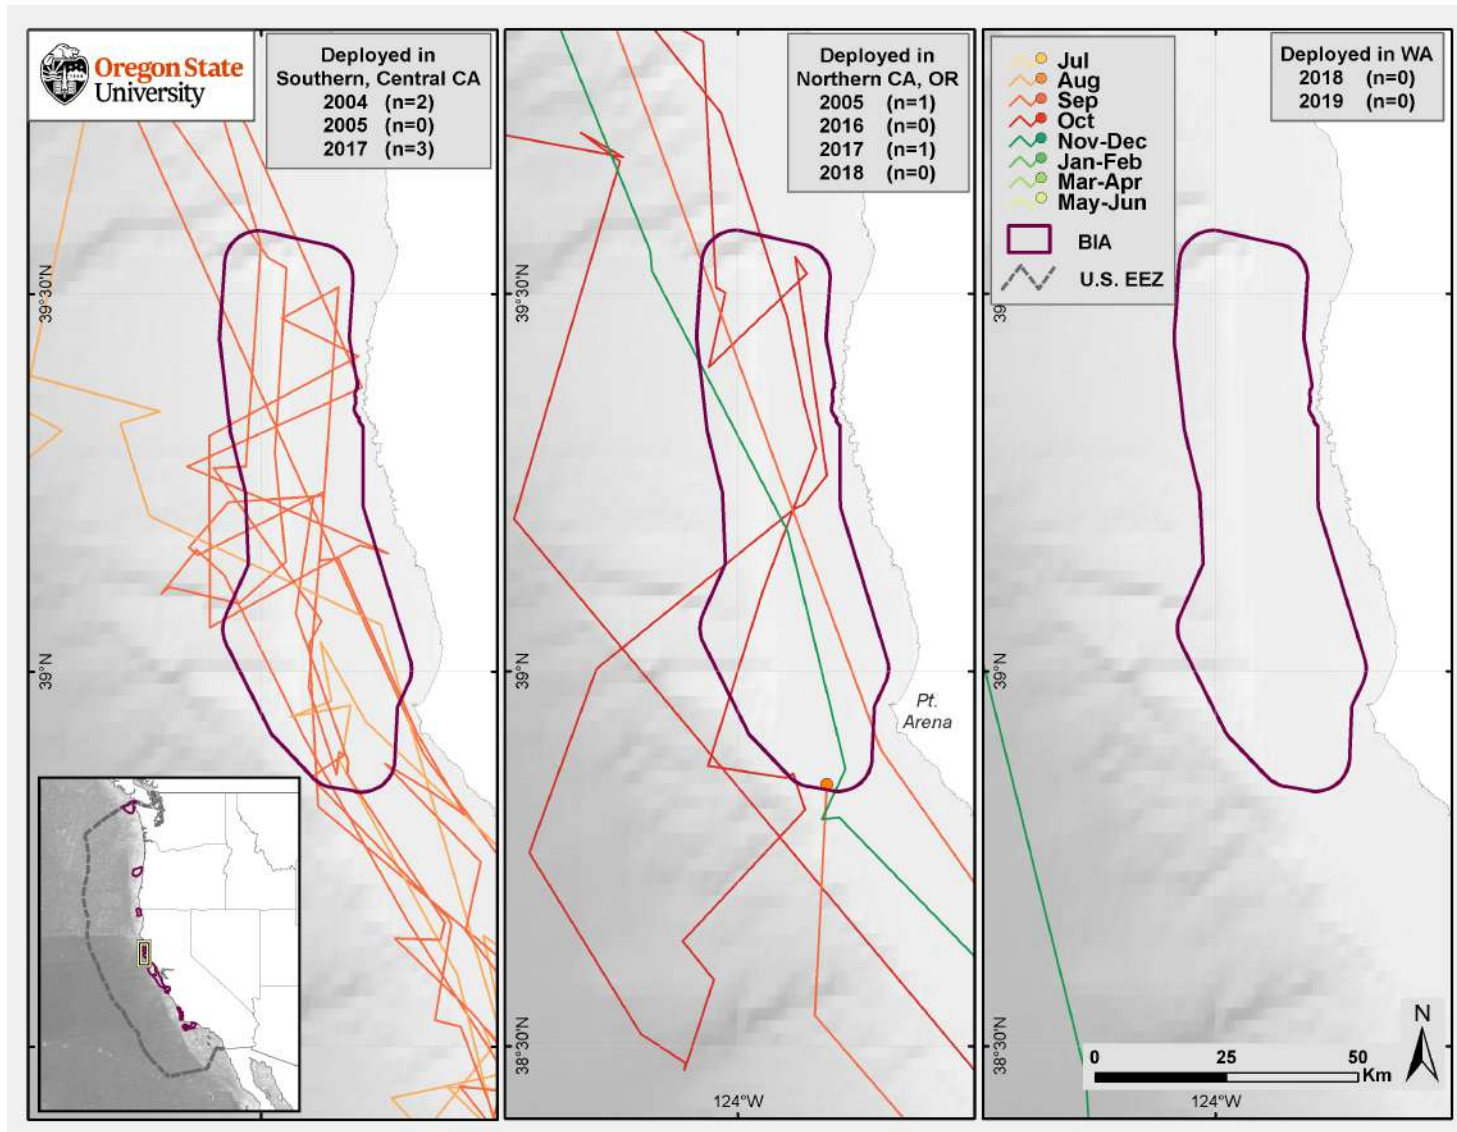 Oregon State
University
Deployed in
Southern, Central CA
2004 (n=2)
2005 (n=0)
2017 (n=3)
39°30'N
39°N
Deployed in
Northern CA, OR
2005 (n=1)
2016 (n=0)
2017 (n=1)
2018 (n=0)
39°30'N
39°N
38°30'N
Pt.
Arena
124°W
Jul
Aug
Sep
Oct
Nov-Dec
Jan-Feb
Mar-Apr
May-Jun
BIA
U.S. EEZ
Deployed in WA
2018 (n=0)
2019 (n=0)
39
39°N
38°30'N
N
0 25 50
Km
124°W